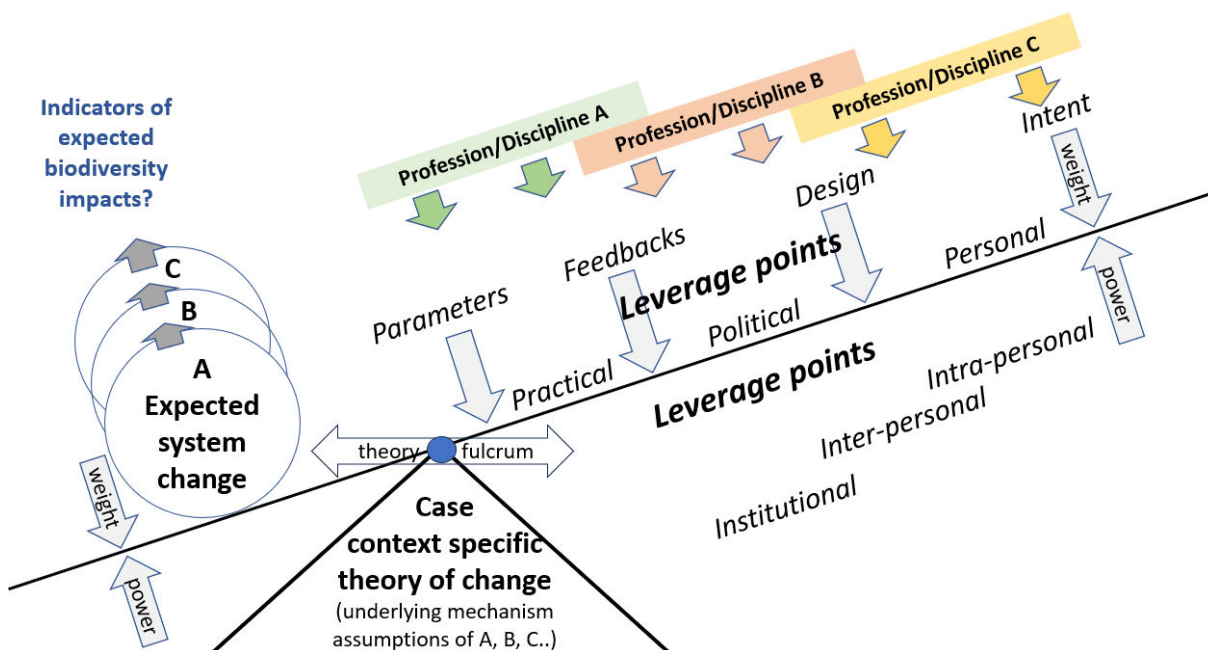 Indicators of
expected
biodiversity
impacts?
Profession/Discipline A
Profession/Discipline B
Profession/Discipline C
Parameters
Feedbacks
Design
Intent
Leverage points
Practical
Political
Personal
Leverage points
Institutional
Inter-personal
Intra-personal
weight
power
C
B
A
Expected
system
change
weight
power
theory
fulcrum
Case
context specific
theory of change
(underlying mechanism
assumptions of A, B, C..)